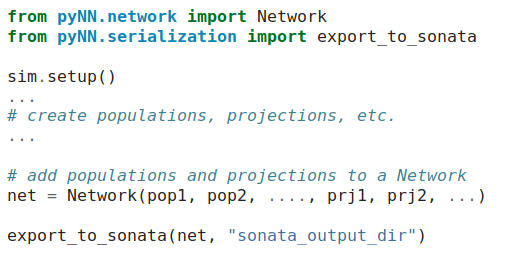 from pyNN.network import Network
from pyNN.serialization import export_to_sonata
sim.setup()
...
# create populations, projections, etc.
...
# add populations and projections to a Network
net = Network(pop1, pop2, ...., prj1, prj2, ...)
export_to_sonata(net, "sonata_output_dir")